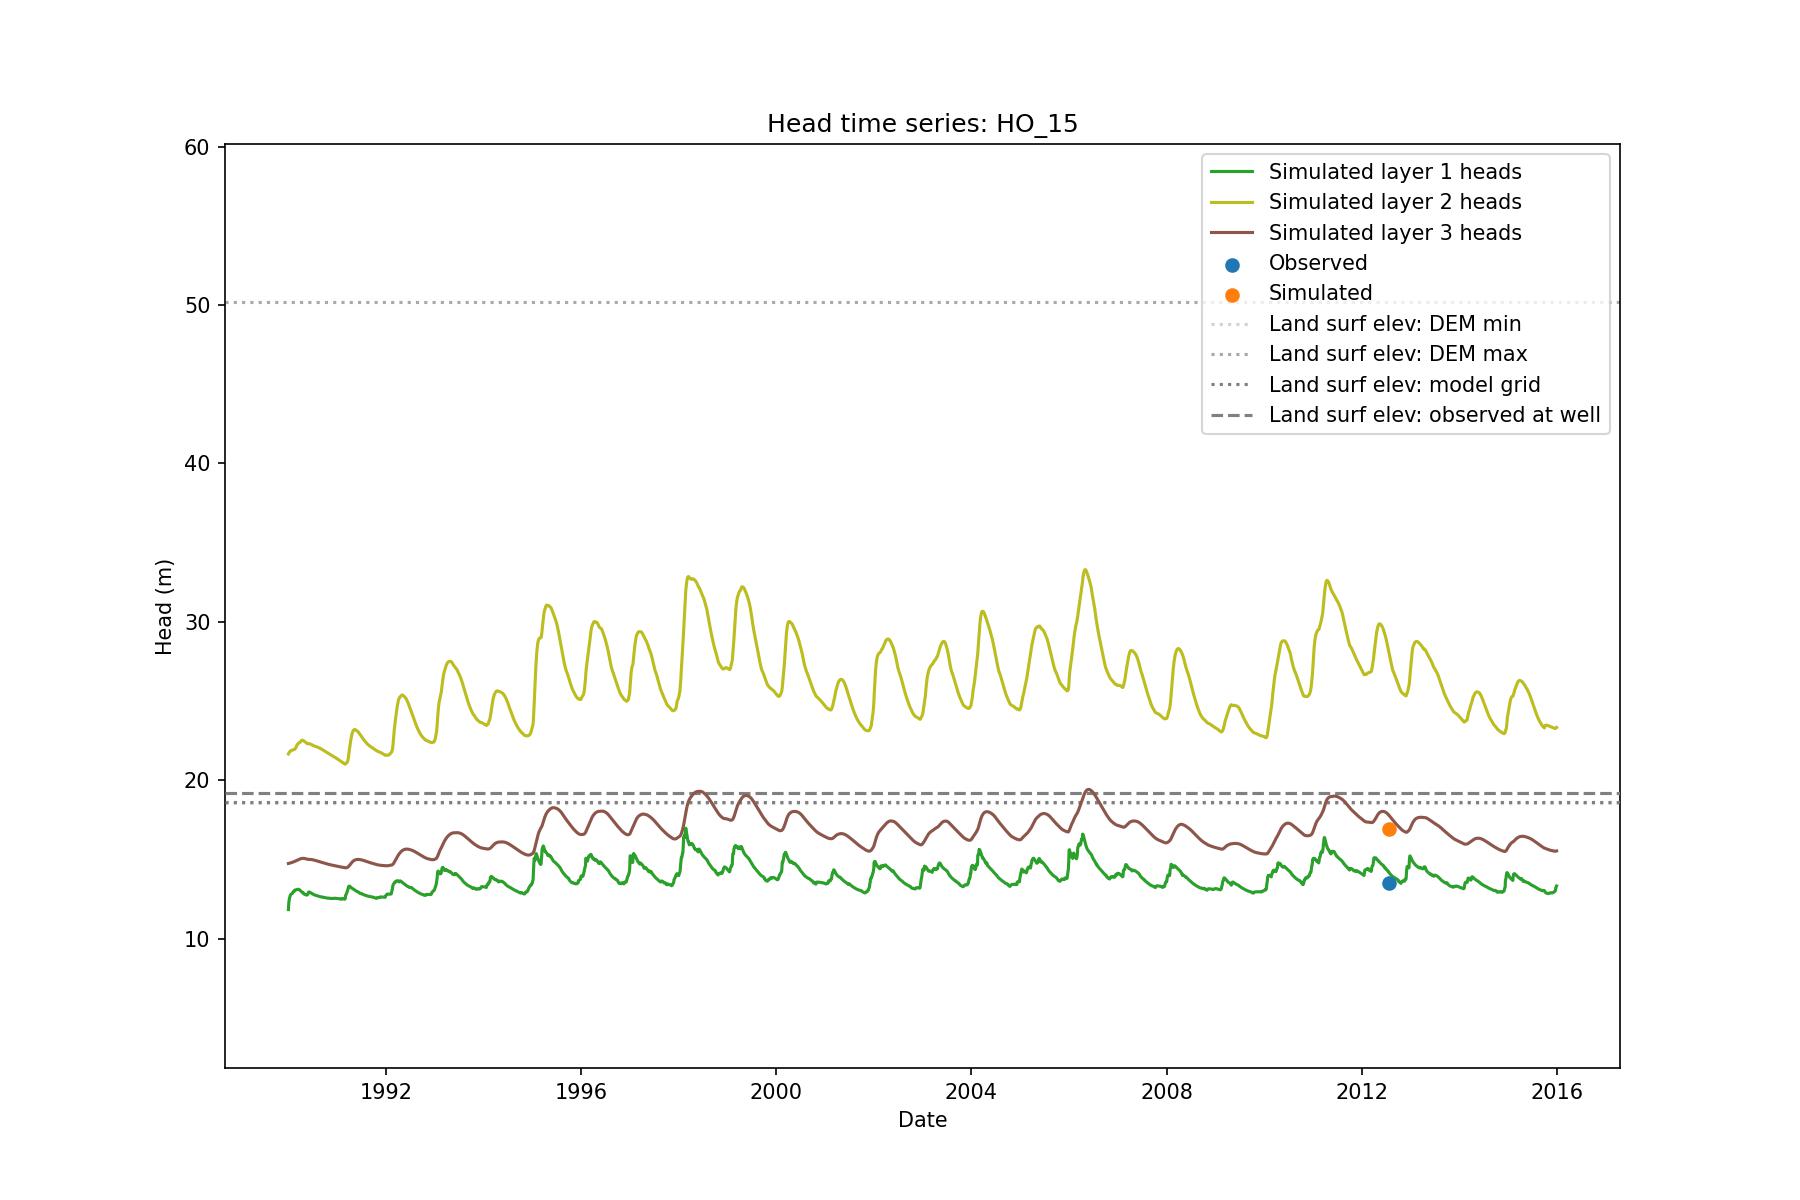 Head time series: HO_15
60
50
40
30
20
10
Head (m)
Simulated layer 1 heads
Simulated layer 2 heads
Simulated layer 3 heads
Observed
Simulated
Land surf elev: DEM min
Land surf elev: DEM max
Land surf elev: model grid
Land surf elev: observed at well
1992 1996 2000 2004 2008 2012 2016
Date